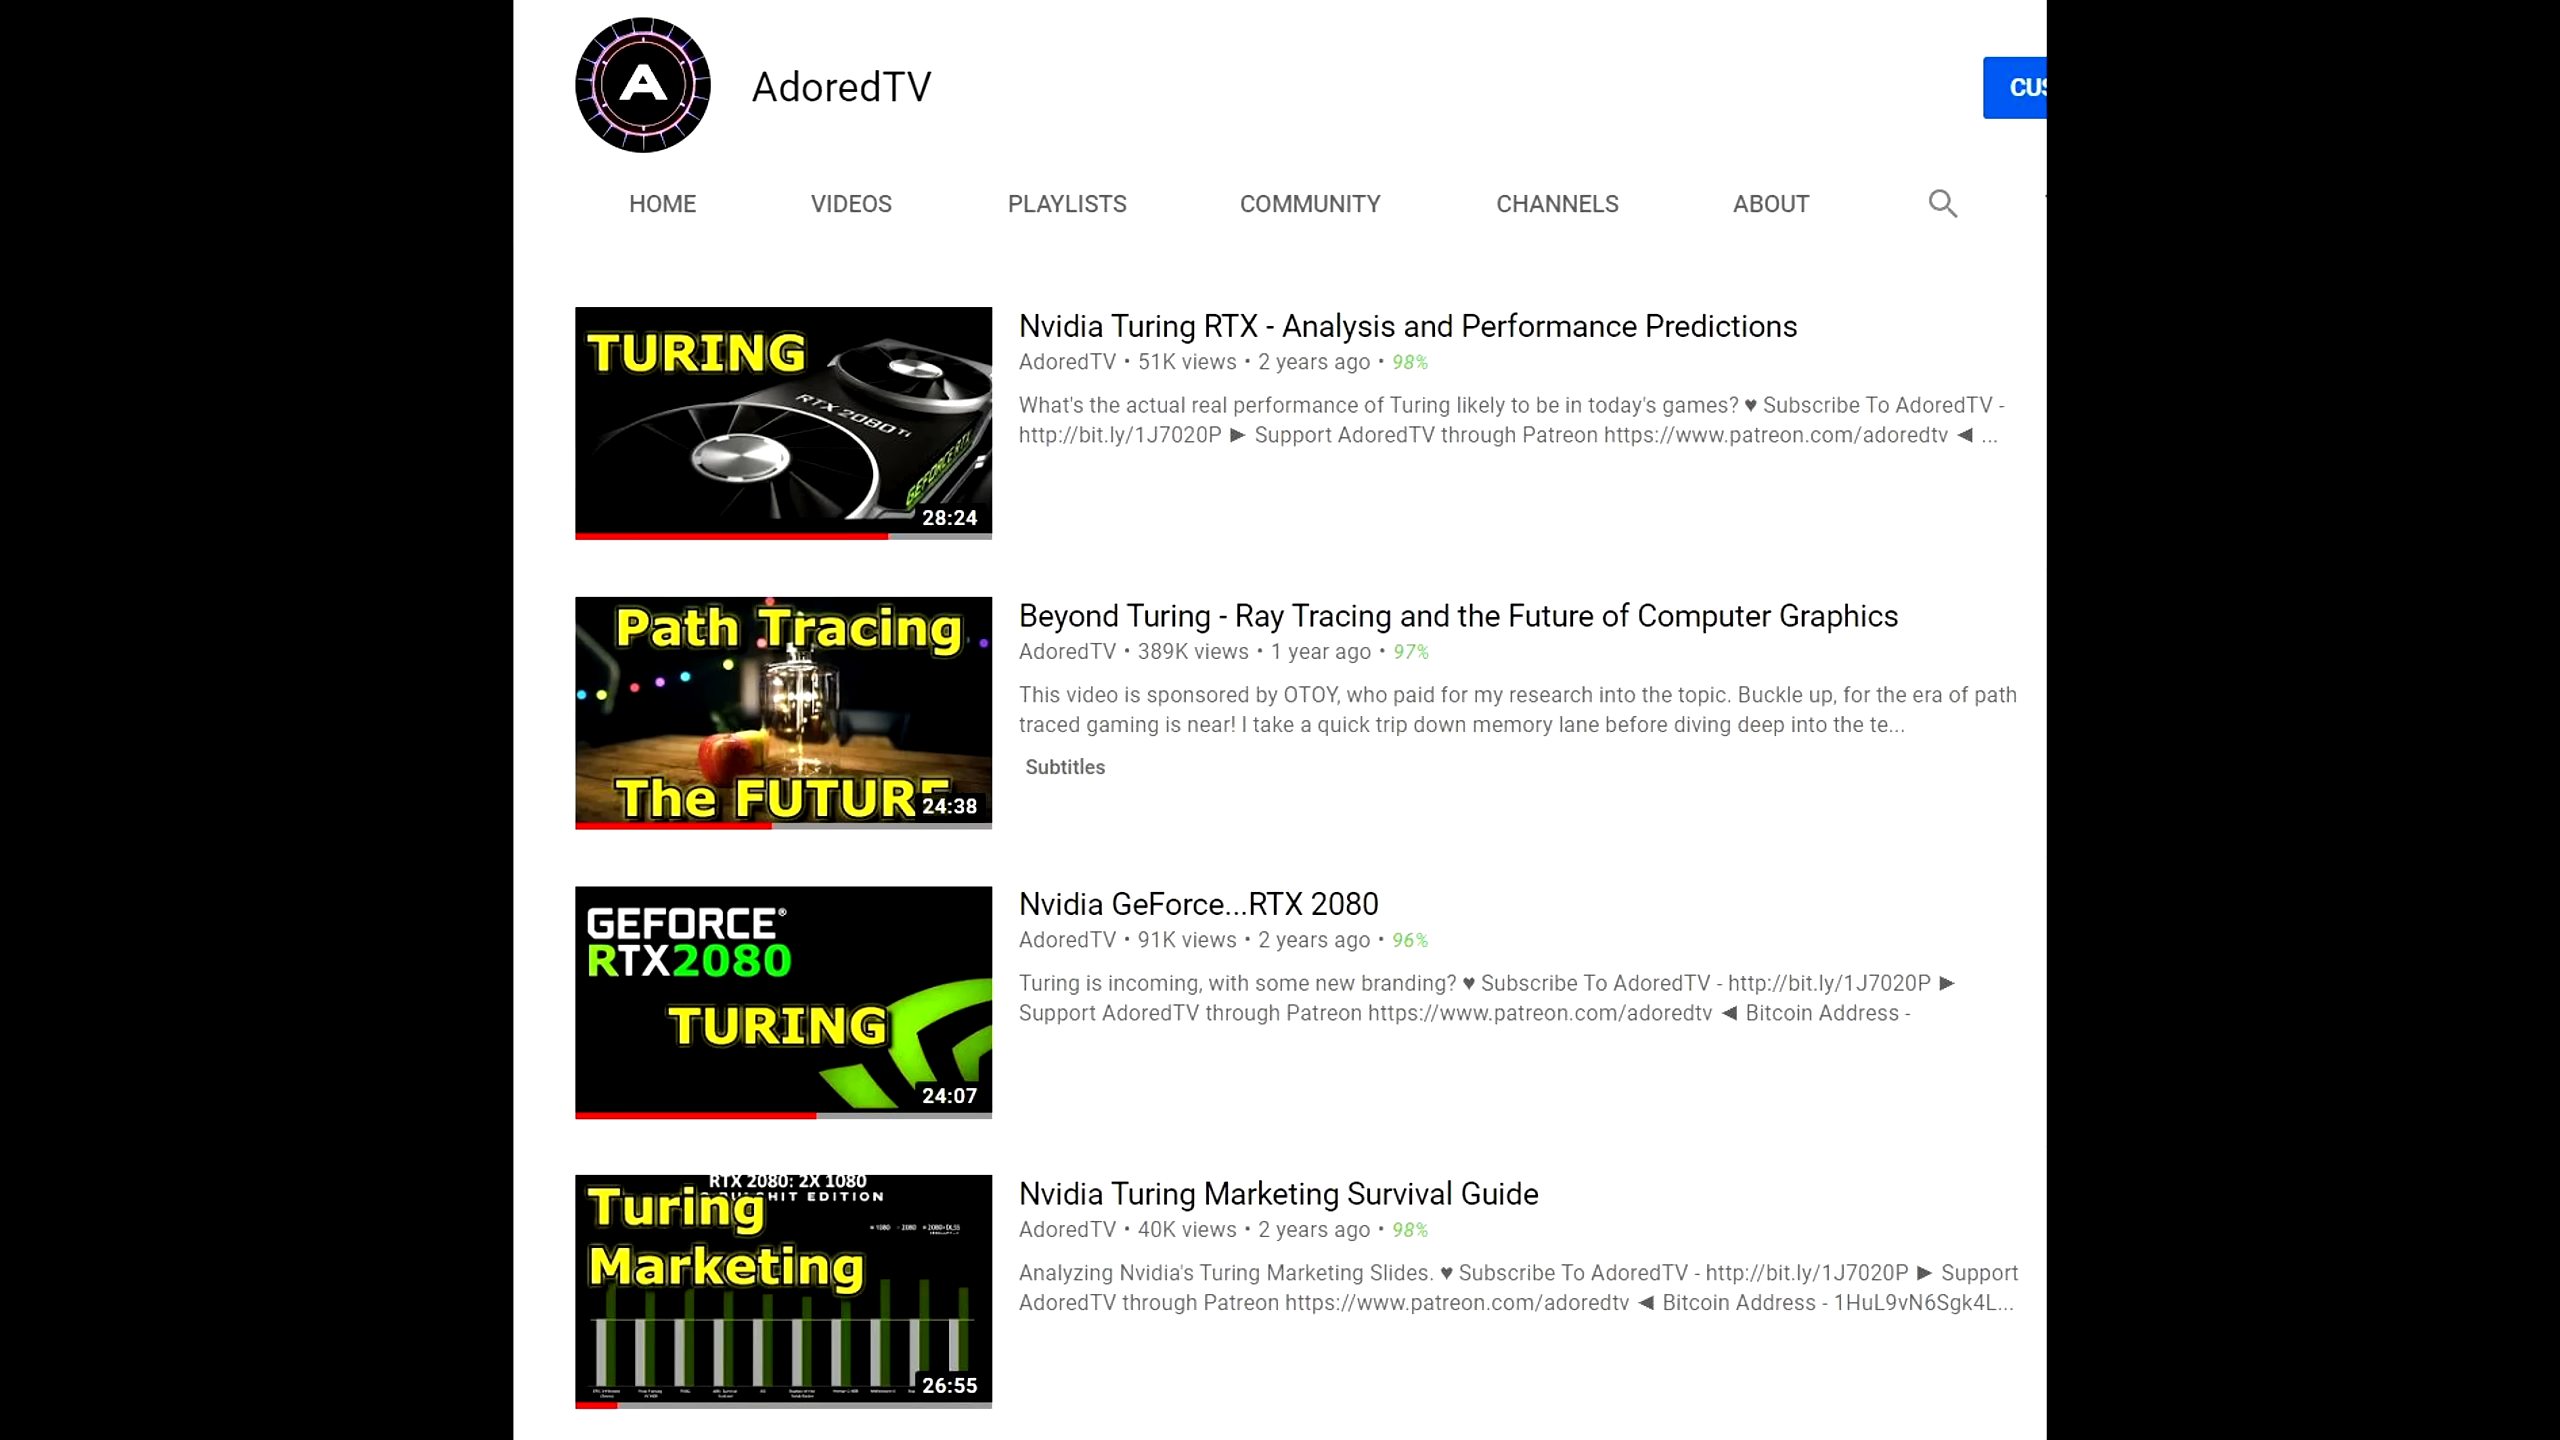 A
AdoredTV
CUS
HOME VIDEOS PLAYLISTS COMMUNITY CHANNELS ABOUT
TURING
RTX 2080 Ti
GEFORCE RTX
28:24
Nvidia Turing RTX - Analysis and Performance Predictions
AdoredTV • 51K views • 2 years ago • 98%
What's the actual real performance of Turing likely to be in today's games? ♥ Subscribe To AdoredTV -
http://bit.ly/1J7020P ► Support AdoredTV through Patreon https://www.patreon.com/adoredtv ◄ ...
Path Tracing
The FUTURE
24:38
Beyond Turing - Ray Tracing and the Future of Computer Graphics
AdoredTV • 389K views • 1 year ago • 97%
This video is sponsored by OTOY, who paid for my research into the topic. Buckle up, for the era of path
traced gaming is near! I take a quick trip down memory lane before diving deep into the te...
Subtitles
GEFORCE®
RTX2080
TURING
24:07
Nvidia GeForce...RTX 2080
AdoredTV • 91K views • 2 years ago • 96%
Turing is incoming, with some new branding? ♥ Subscribe To AdoredTV - http://bit.ly/1J7020P ►
Support AdoredTV through Patreon https://www.patreon.com/adoredtv ◄ Bitcoin Address -
RTX 2080: 2X 1080
EDITION
Turing
Marketing
26:55
Nvidia Turing Marketing Survival Guide
AdoredTV • 40K views • 2 years ago • 98%
Analyzing Nvidia's Turing Marketing Slides. ♥ Subscribe To AdoredTV - http://bit.ly/1J7020P ► Support
AdoredTV through Patreon https://www.patreon.com/adoredtv ◄ Bitcoin Address - 1HuL9vN6Sgk4L...